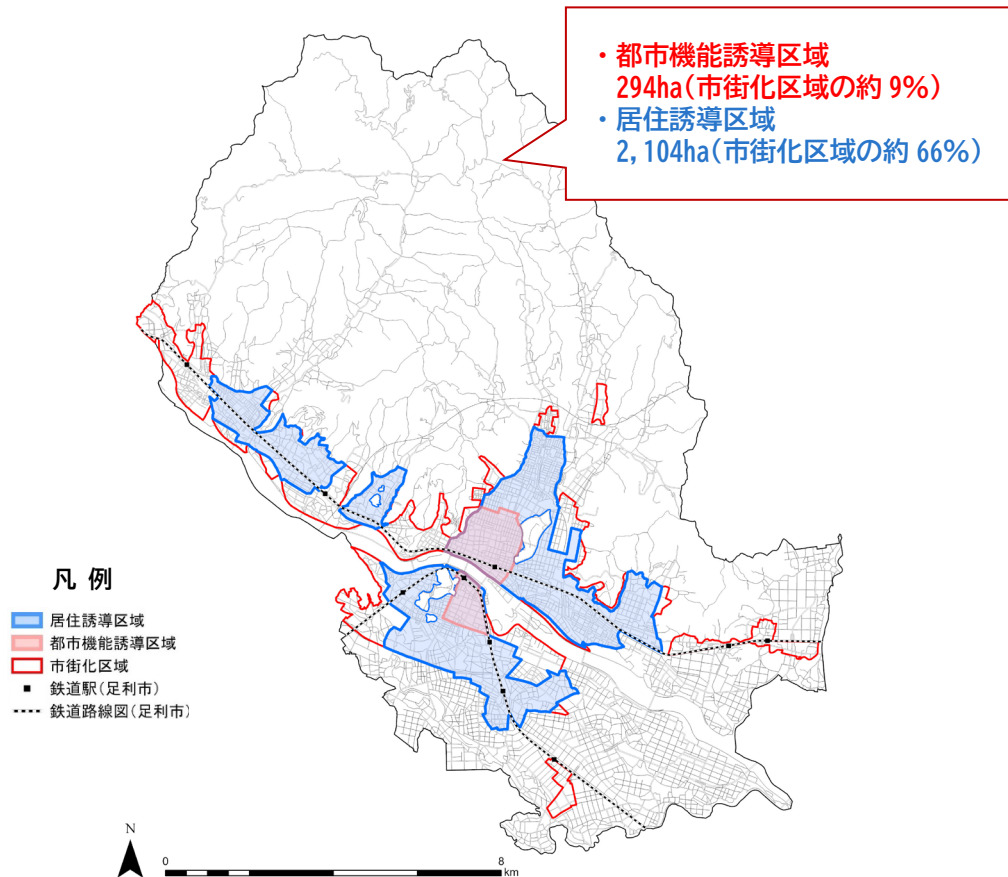 ・都市機能誘導区域
294ha(市街化区域の約 9%)
・居住誘導区域
2,104ha(市街化区域の約 66%)
凡 例
居住誘導区域
都市機能誘導区域
市街化区域
鉄道駅(足利市)
鉄道路線図(足利市)
N
0 8
km